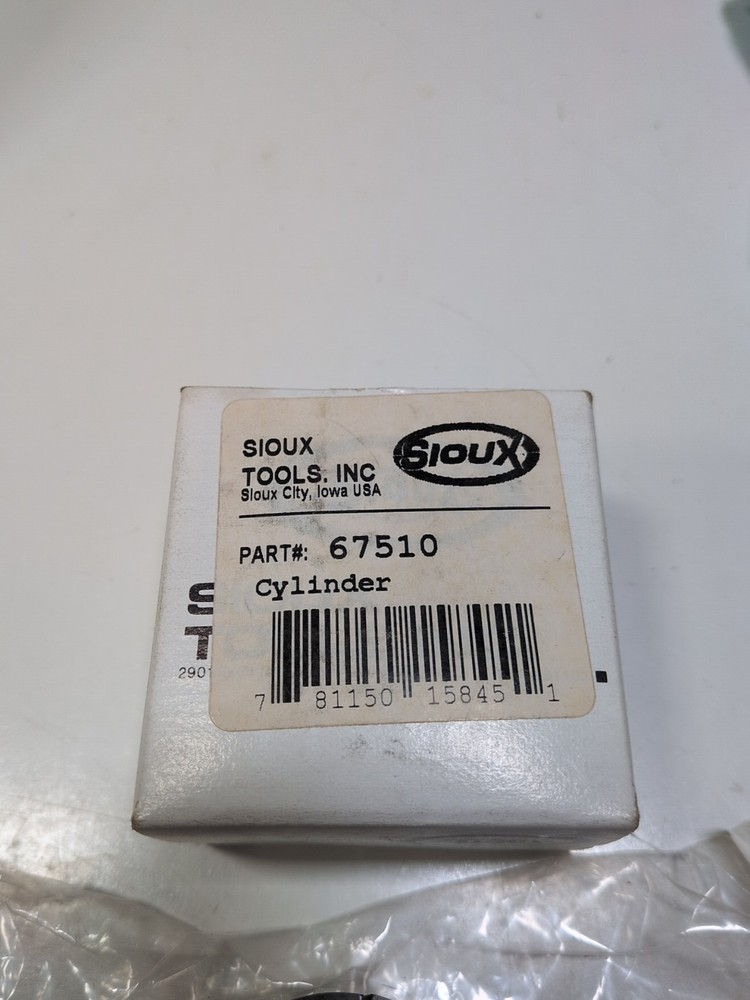 SIOUX
TOOLS. INC
Sioux City, Iowa USA
SIOUX
PART#: 67510
Cylinder
S
T
2901
7 81150 15845 1